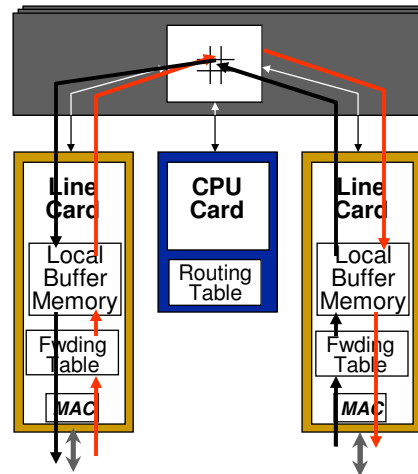 Line
Card
Local
Buffer
Memory
Fwding
Table
MAC
CPU
Card
Routing
Table
Line
Card
Local
Buffer
Memory
Fwding
Table
MAC